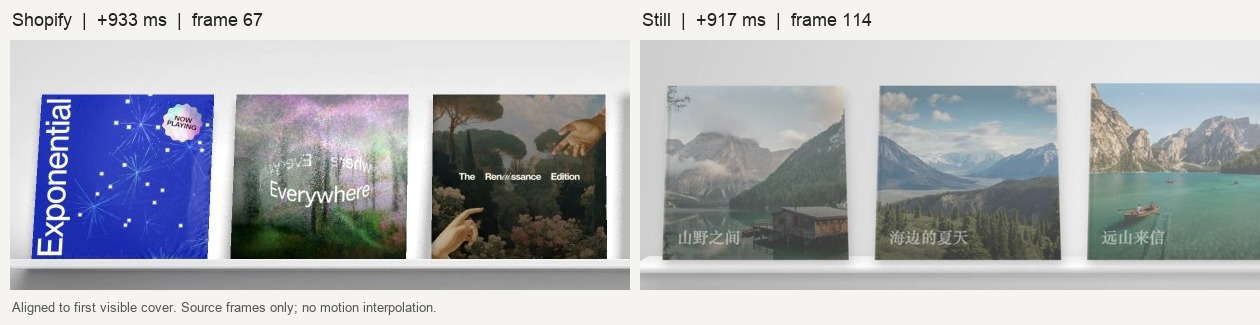 Shopify | +933 ms | frame 67
Still | +917 ms | frame 114
Exponential
NOW
PLAYING
Everywhere
The Renaissance Edition
山野之间
海边的夏天
远山来信
Aligned to first visible cover. Source frames only; no motion interpolation.